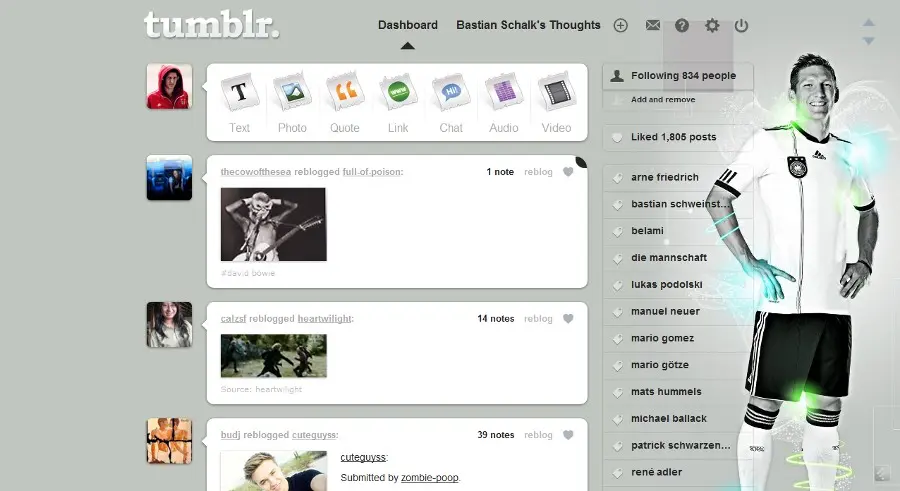 tumblr.
Dashboard
Bastian Schalk's Thoughts
Following 834 people
Add and remove
Liked 1,805 posts
T
WWW
Hi!
Text
Photo
Quote
Link
Chat
Audio
Video
thecowofthesea reblogged full-of-poison:
1 note
reblog
#david bowie
calzsf reblogged heartwilight:
14 notes
reblog
Source: heartwilight
budj reblogged cuteguyss:
39 notes
reblog
cuteguyss:
Submitted by zombie-poop.
arne friedrich
bastian schweinst...
belami
die mannschaft
lukas podolski
manuel neuer
mario gomez
mario götze
mats hummels
michael ballack
patrick schwarzen...
rené adler
adidas